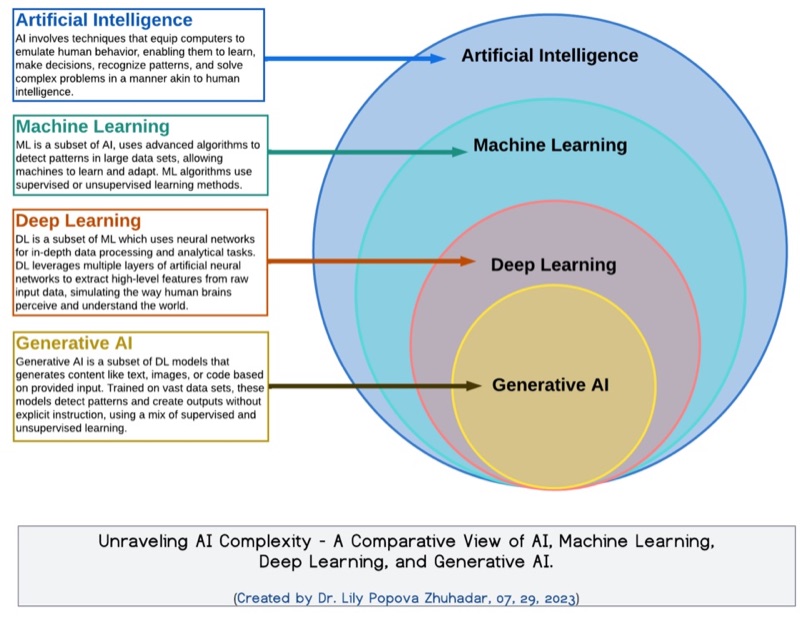 Artificial Intelligence
AI involves techniques that equip computers to
emulate human behavior, enabling them to learn,
make decisions, recognize patterns, and solve
complex problems in a manner akin to human
intelligence.
Machine Learning
ML is a subset of AI, uses advanced algorithms to
detect patterns in large data sets, allowing
machines to learn and adapt. ML algorithms use
supervised or unsupervised learning methods.
Deep Learning
DL is a subset of ML which uses neural networks
for in-depth data processing and analytical tasks.
DL leverages multiple layers of artificial neural
networks to extract high-level features from raw
input data, simulating the way human brains
perceive and understand the world.
Generative AI
Generative AI is a subset of DL models that
generates content like text, images, or code based
on provided input. Trained on vast data sets, these
models detect patterns and create outputs without
explicit instruction, using a mix of supervised and
unsupervised learning.
Artificial Intelligence
Machine Learning
Deep Learning
Generative AI
Unraveling AI Complexity - A Comparative View of AI, Machine Learning,
Deep Learning, and Generative AI.
(Created by Dr. Lily Popova Zhuhadar, 07, 29, 2023)